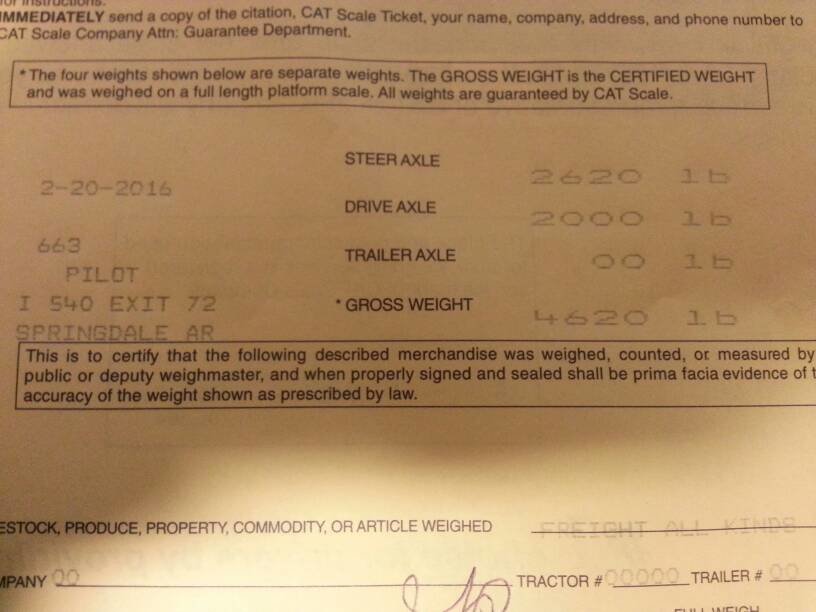 for instructions.
IMMEDIATELY send a copy of the citation, CAT Scale Ticket, your name, company, address, and phone number to
CAT Scale Company Attn: Guarantee Department.
* The four weights shown below are separate weights. The GROSS WEIGHT is the CERTIFIED WEIGHT
and was weighed on a full length platform scale. All weights are guaranteed by CAT Scale.
STEER AXLE 2620 lb
2-20-2016
DRIVE AXLE 2000 lb
663
TRAILER AXLE 00 lb
PILOT
I 540 EXIT 72
* GROSS WEIGHT 4620 lb
SPRINGDALE AR
This is to certify that the following described merchandise was weighed, counted, or measured by
public or deputy weighmaster, and when properly signed and sealed shall be prima facia evidence of t
accuracy of the weight shown as prescribed by law.
ESTOCK, PRODUCE, PROPERTY, COMMODITY, OR ARTICLE WEIGHED FREIGHT ALL KINDS
MPANY 00 TRACTOR # 00000 TRAILER # 00
FULL WEIGH